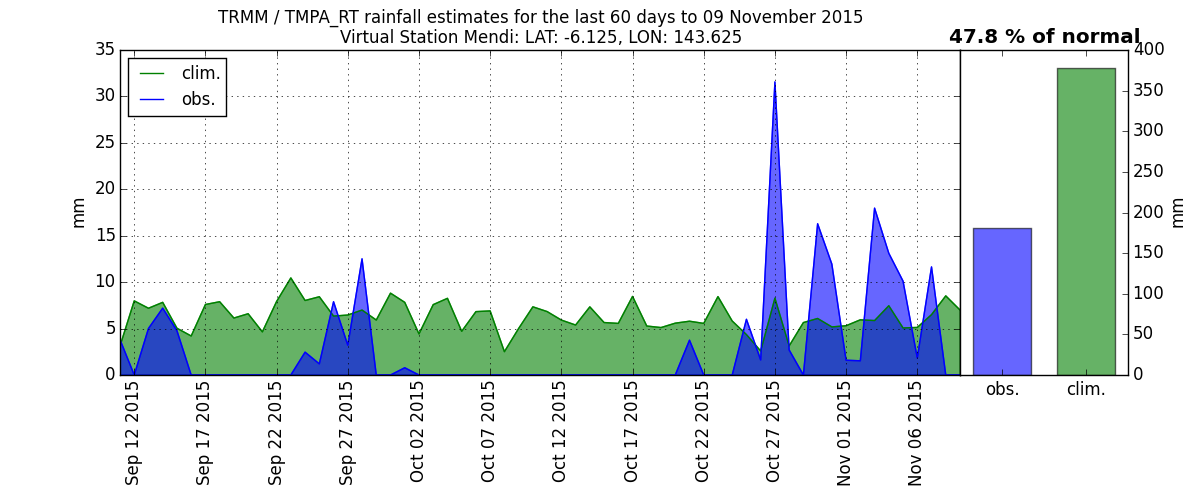 TRMM / TMPA_RT rainfall estimates for the last 60 days to 09 November 2015
Virtual Station Mendi: LAT: -6.125, LON: 143.625
47.8 % of normal
clim.
obs.
35
30
25
20
15
10
5
0
mm
Sep 12 2015
Sep 17 2015
Sep 22 2015
Sep 27 2015
Oct 02 2015
Oct 07 2015
Oct 12 2015
Oct 17 2015
Oct 22 2015
Oct 27 2015
Nov 01 2015
Nov 06 2015
400
350
300
250
200
150
100
50
0
mm
obs.
clim.